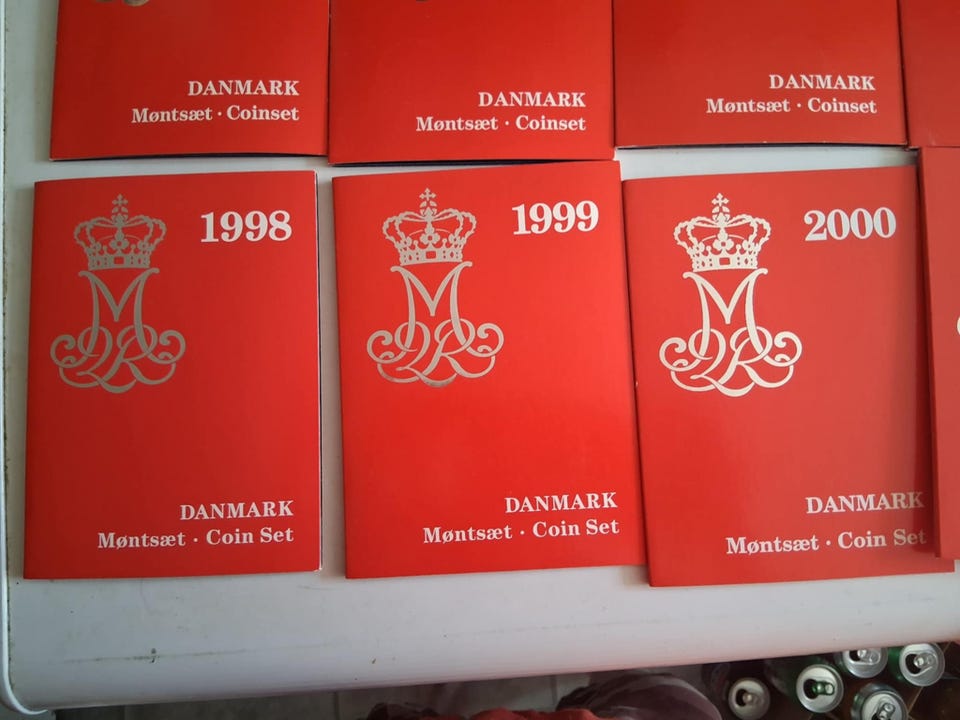 DANMARK
Møntsæt · Coinset
DANMARK
Møntsæt · Coinset
DANMARK
Møntsæt · Coinset
1998
DANMARK
Møntsæt · Coin Set
1999
DANMARK
Møntsæt · Coin Set
2000
DANMARK
Møntsæt · Coin Set